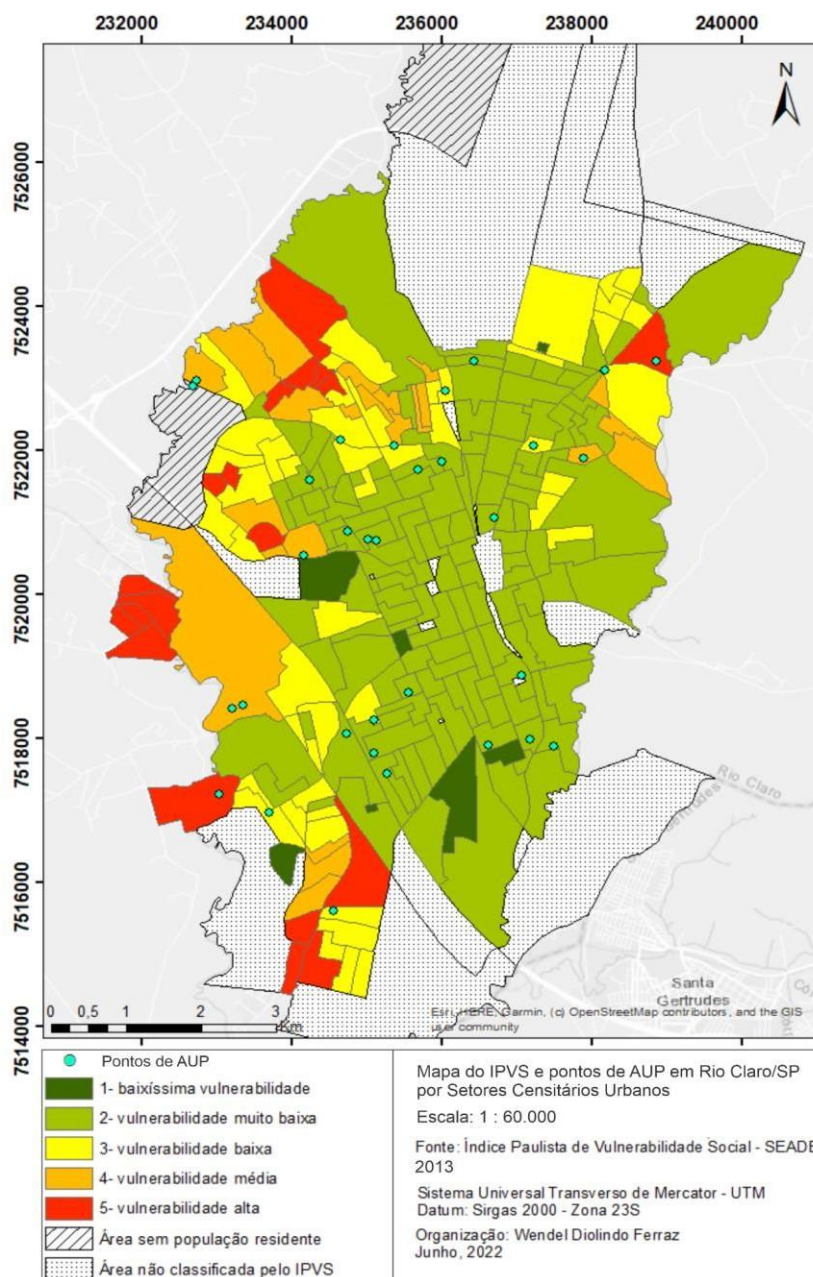 232000 234000 236000 238000 240000
N
7526000
7524000
7522000
7520000
7518000
7516000
7514000
Rio Claro
Gertrudes
Santa
Gertrudes
0 0,5 1 2 3
Km
Esri, HERE, Garmin, (c) OpenStreetMap contributors, and the GIS
user community
Pontos de AUP
1- baixíssima vulnerabilidade
2- vulnerabilidade muito baixa
3- vulnerabilidade baixa
4- vulnerabilidade média
5- vulnerabilidade alta
Área sem população residente
Área não classificada pelo IPVS
Mapa do IPVS e pontos de AUP em Rio Claro/SP
por Setores Censitários Urbanos
Escala: 1 : 60.000
Fonte: Índice Paulista de Vulnerabilidade Social - SEADE
2013
Sistema Universal Transverso de Mercator - UTM
Datum: Sirgas 2000 - Zona 23S
Organização: Wendel Diolindo Ferraz
Junho, 2022